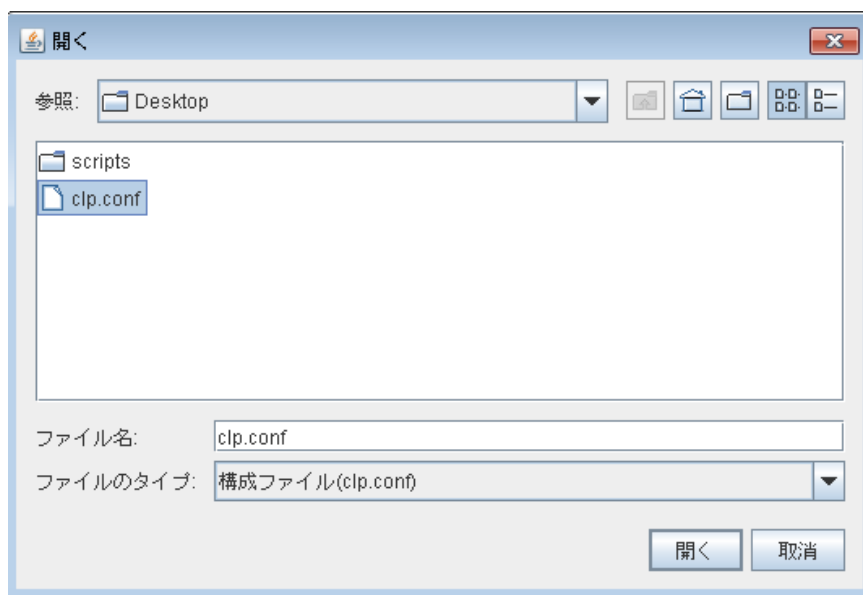 開く
参照: Desktop
scripts
clp.conf
ファイル名: clp.conf
ファイルのタイプ: 構成ファイル(clp.conf)
開く 取消